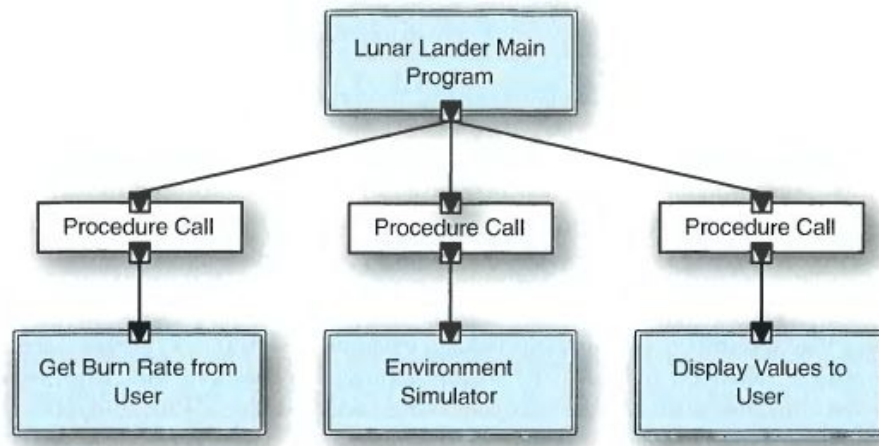 Lunar Lander Main
Program
Procedure Call
Procedure Call
Procedure Call
Get Burn Rate from
User
Environment
Simulator
Display Values to
User